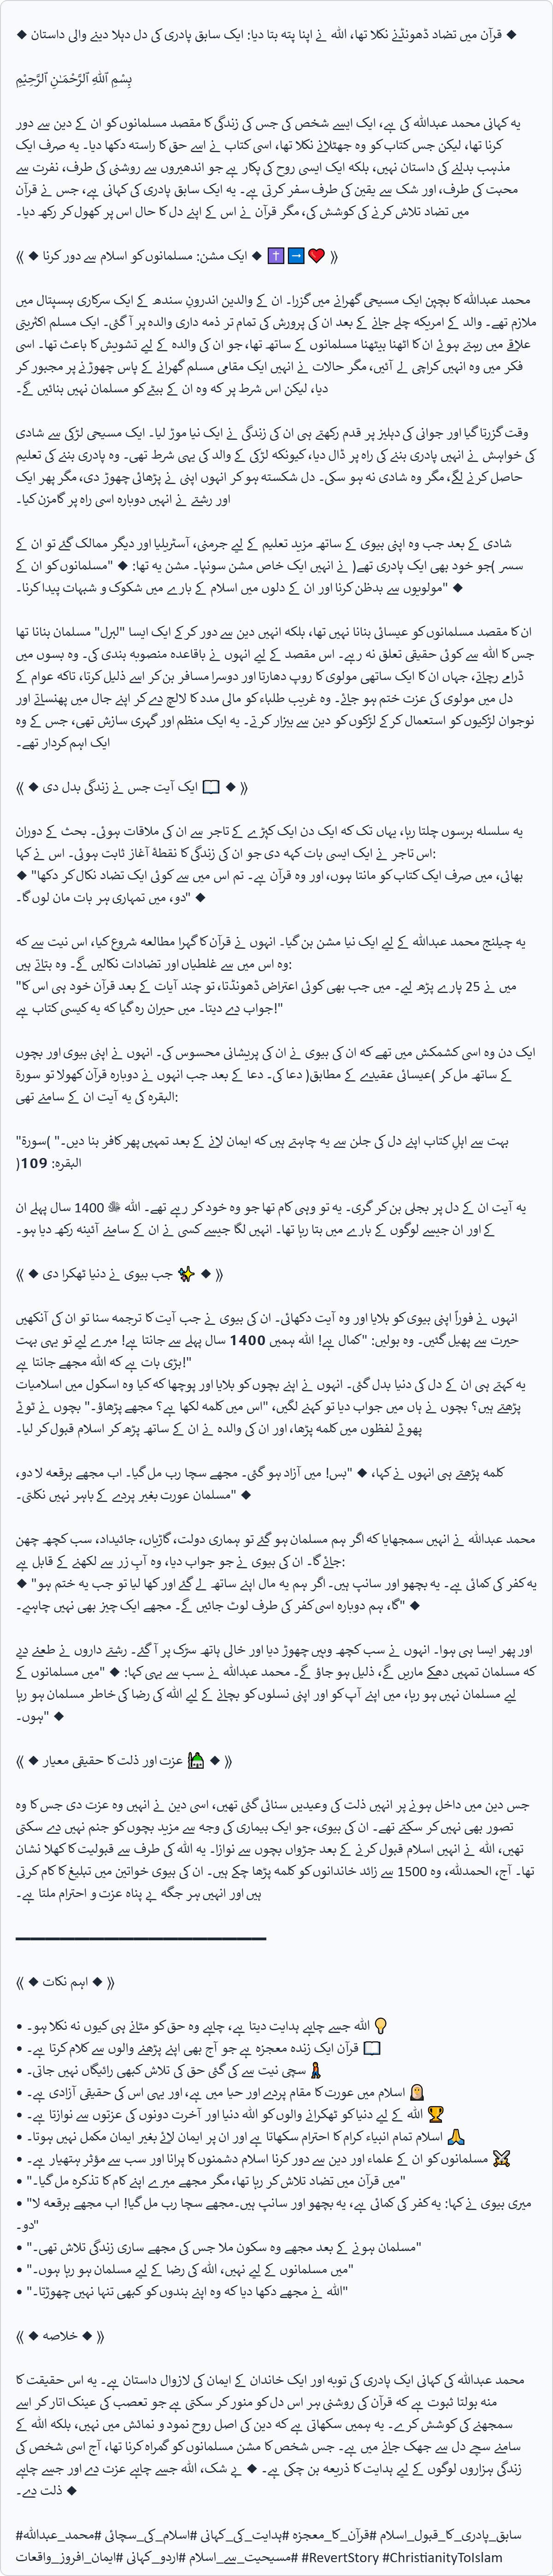 ◆ قرآن میں تضاد ڈھونڈنے نکلا تھا، اللہ نے اپنا پتہ بتا دیا: ایک سابق پادری کی دل دہلا دینے والی داستان ◆
بِسْمِ ٱللَّهِ ٱلرَّحْمَـٰنِ ٱلرَّحِيْمِ
یہ کہانی محمد عبداللہ کی ہے، ایک ایسے شخص کی جس کی زندگی کا مقصد مسلمانوں کو ان کے دین سے دور
کرنا تھا، لیکن جس کتاب کو وہ جھٹلانے نکلا تھا، اسی کتاب نے اسے حق کا راستہ دکھا دیا۔ یہ صرف ایک
مذہب بدلنے کی داستان نہیں، بلکہ ایک ایسی روح کی پکار ہے جو اندھیروں سے روشنی کی طرف، نفرت سے
محبت کی طرف، اور شک سے یقین کی طرف سفر کرتی ہے۔ یہ ایک سابق پادری کی کہانی ہے، جس نے قرآن
میں تضاد تلاش کرنے کی کوشش کی، مگر قرآن نے اس کے اپنے دل کا حال اس پر کھول کر رکھ دیا۔
⟪ ❤️➡️✝️ ◆ ایک مشن: مسلمانوں کو اسلام سے دور کرنا ◆ ⟫
محمد عبداللہ کا بچپن ایک مسیحی گھرانے میں گزرا۔ ان کے والدین اندرونِ سندھ کے ایک سرکاری ہسپتال میں
ملازم تھے۔ والد کے امریکہ چلے جانے کے بعد ان کی پرورش کی تمام تر ذمہ داری والدہ پر آ گئی۔ ایک مسلم اکثریتی
علاقے میں رہتے ہوئے ان کا اٹھنا بیٹھنا مسلمانوں کے ساتھ تھا، جو ان کی والدہ کے لیے تشویش کا باعث تھا۔ اسی
فکر میں وہ انہیں کراچی لے آئیں، مگر حالات نے انہیں ایک مقامی مسلم گھرانے کے پاس چھوڑنے پر مجبور کر
دیا، لیکن اس شرط پر کہ وہ ان کے بیٹے کو مسلمان نہیں بنائیں گے۔
وقت گزرتا گیا اور جوانی کی دہلیز پر قدم رکھتے ہی ان کی زندگی نے ایک نیا موڑ لیا۔ ایک مسیحی لڑکی سے شادی
کی خواہش نے انہیں پادری بننے کی راہ پر ڈال دیا، کیونکہ لڑکی کے والد کی یہی شرط تھی۔ وہ پادری بننے کی تعلیم
حاصل کرنے لگے، مگر وہ شادی نہ ہو سکی۔ دل شکستہ ہو کر انہوں اپنی نے پڑھائی چھوڑ دی، مگر پھر ایک
اور رشتے نے انہیں دوبارہ اسی راہ پر گامزن کیا۔
شادی کے بعد جب وہ اپنی بیوی کے ساتھ مزید تعلیم کے لیے جرمنی، آسٹریلیا اور دیگر ممالک گئے تو ان کے
سسر )جو خود بھی ایک پادری تھے( نے انہیں ایک خاص مشن سونپا۔ مشن یہ تھا: ◆ "مسلمانوں کو ان کے
مولویوں سے بدظن کرنا اور ان کے دلوں میں اسلام کے بارے میں شکوک و شبہات پیدا کرنا۔" ◆
ان کا مقصد مسلمانوں کو عیسائی بنانا نہیں تھا، بلکہ انہیں دین سے دور کر کے ایک ایسا "لبرل" مسلمان بنانا تھا
جس کا اللہ سے کوئی حقیقی تعلق نہ رہے۔ اس مقصد کے لیے انہوں نے باقاعدہ منصوبہ بندی کی۔ وہ بسوں میں
ڈرامے رچاتے، جہاں ان کا ایک ساتھی مولوی کا روپ دھارتا اور دوسرا مسافر بن کر اسے ذلیل کرتا، تاکہ عوام کے
دل میں مولوی کی عزت ختم ہو جائے۔ وہ غریب طلباء کو مالی مدد کا لالچ دے کر اپنے جال میں پھنساتے اور
نوجوان لڑکیوں کو استعمال کر کے لڑکوں کو دین سے بیزار کرتے۔ یہ ایک منظم اور گہری سازش تھی، جس کے وہ
ایک اہم کردار تھے۔
⟪ ◆ 📖 ایک آیت جس نے زندگی بدل دی ◆ ⟫
یہ سلسلہ برسوں چلتا رہا، یہاں تک کہ ایک دن ایک کپڑے کے تاجر سے ان کی ملاقات ہوئی۔ بحث کے دوران
اس تاجر نے ایک ایسی بات کہہ دی جو ان کی زندگی کا نقطۂ آغاز ثابت ہوئی۔ اس نے کہا:
◆ "بھائی، میں صرف ایک کتاب کو مانتا ہوں، اور وہ قرآن ہے۔ تم اس میں سے کوئی ایک تضاد نکال کر دکھا
دو، میں تمہاری ہر بات مان لوں گا۔" ◆
یہ چیلنج محمد عبداللہ کے لیے ایک نیا مشن بن گیا۔ انہوں نے قرآن کا گہرا مطالعہ شروع کیا، اس نیت سے کہ
وہ اس میں سے غلطیاں اور تضادات نکالیں گے۔ وہ بتاتے ہیں:
"میں نے 25 پارے پڑھ لیے۔ میں جب بھی کوئی اعتراض ڈھونڈتا، تو چند آیات کے بعد قرآن خود ہی اس کا
جواب دے دیتا۔ میں حیران رہ گیا کہ یہ کیسی کتاب ہے!"
ایک دن وہ اسی کشمکش میں تھے کہ ان کی بیوی نے ان کی پریشانی محسوس کی۔ انہوں نے اپنی بیوی اور بچوں
کے ساتھ مل کر )عیسائی عقیدے کے مطابق( دعا کی۔ دعا کے بعد جب انہوں نے دوبارہ قرآن کھولا تو سورۃ
البقرہ کی یہ آیت ان کے سامنے تھی:
"بہت سے اہلِ کتاب اپنے دل کی جلن سے یہ چاہتے ہیں کہ ایمان لانے کے بعد تمہیں پھر کافر بنا دیں۔" )سورۃ
البقرہ: 109(
یہ آیت ان کے دل پر بجلی بن کر گری۔ یہ تو وہی کام تھا جو وہ خود کر رہے تھے۔ اللہ ﷻ 1400 سال پہلے ان
کے اور ان جیسے لوگوں کے بارے میں بتا رہا تھا۔ انہیں لگا جیسے کسی نے ان کے سامنے آئینہ رکھ دیا ہو۔
⟪ ◆ ✨ جب بیوی نے دنیا ٹھکرا دی ◆ ⟫
انہوں نے فوراً اپنی بیوی کو بلایا اور وہ آیت دکھائی۔ ان کی بیوی نے جب آیت کا ترجمہ سنا تو ان کی آنکھیں
حیرت سے پھیل گئیں۔ وہ بولیں: "کمال ہے! اللہ ہمیں 1400 سال پہلے سے جانتا ہے! میرے لیے تو یہی بہت
بڑی بات ہے کہ اللہ مجھے جانتا ہے!"
یہ کہتے ہی ان کے دل کی دنیا بدل گئی۔ انہوں نے اپنے بچوں کو بلایا اور پوچھا کہ کیا وہ اسکول میں اسلامیات
پڑھتے ہیں؟ بچوں نے ہاں میں جواب دیا تو کہنے لگیں، "اس میں کلمہ لکھا ہے؟ مجھے پڑھاؤ۔" بچوں نے ٹوٹے
پھوٹے لفظوں میں کلمہ پڑھا، اور ان کی والدہ نے ان کے ساتھ پڑھ کر اسلام قبول کر لیا۔
کلمہ پڑھتے ہی انہوں نے کہا، ◆ "بس! میں آزاد ہو گئی۔ مجھے سچا رب مل گیا۔ اب مجھے برقعہ لا دو،
مسلمان عورت بغیر پردے کے باہر نہیں نکلتی۔" ◆
محمد عبداللہ نے انہیں سمجھایا کہ اگر ہم مسلمان ہو گئے تو ہماری دولت، گاڑیاں، جائیداد، سب کچھ چھن
جائے گا۔ ان کی بیوی نے جو جواب دیا، وہ آبِ زر سے لکھنے کے قابل ہے:
◆ "یہ کفر کی کمائی ہے۔ یہ بچھو اور سانپ ہیں۔ اگر ہم یہ مال اپنے ساتھ لے گئے اور کھا لیا تو جب یہ ختم ہو
گا، ہم دوبارہ اسی کفر کی طرف لوٹ جائیں گے۔ مجھے ایک چیز بھی نہیں چاہیے۔" ◆
اور پھر ایسا ہی ہوا۔ انہوں نے سب کچھ وہیں چھوڑ دیا اور خالی ہاتھ سڑک پر آ گئے۔ رشتے داروں نے طعنے دیے
کہ مسلمان تمہیں دھکے ماریں گے، ذلیل ہو جاؤ گے۔ محمد عبداللہ نے سب سے یہی کہا: ◆ "میں مسلمانوں کے
لیے مسلمان نہیں ہو رہا، میں اپنے آپ کو اور اپنی نسلوں کو بچانے کے لیے اللہ کی رضا کی خاطر مسلمان ہو رہا
ہوں۔" ◆
⟪ ◆ 🕌 عزت اور ذلت کا حقیقی معیار ◆ ⟫
جس دین میں داخل ہونے پر انہیں ذلت کی وعیدیں سنائی گئی تھیں، اسی دین نے انہیں وہ عزت دی جس کا وہ
تصور بھی نہیں کر سکتے تھے۔ ان کی بیوی، جو ایک بیماری کی وجہ سے مزید بچوں کو جنم نہیں دے سکتی
تھیں، اللہ نے انہیں اسلام قبول کرنے کے بعد جڑواں بچوں سے نوازا۔ یہ اللہ کی طرف سے قبولیت کا کھلا نشان
تھا۔ آج، الحمدللہ، وہ 1500 سے زائد خاندانوں کو کلمہ پڑھا چکے ہیں۔ ان کی بیوی خواتین میں تبلیغ کا کام کرتی
ہیں اور انہیں ہر جگہ بے پناہ عزت و احترام ملتا ہے۔
⟪ ◆ اہم نکات ◆ ⟫
• 💡 اللہ جسے چاہے ہدایت دیتا ہے، چاہے وہ حق کو مٹانے ہی کیوں نہ نکلا ہو۔
• 📖 قرآن ایک زندہ معجزہ ہے جو آج بھی اپنے پڑھنے والوں سے کلام کرتا ہے۔
• 🧎 سچی نیت سے کی گئی حق کی تلاش کبھی رائیگاں نہیں جاتی۔
• 🧕 اسلام میں عورت کا مقام پردے اور حیا میں ہے، اور یہی اس کی حقیقی آزادی ہے۔
• 🏆 اللہ کے لیے دنیا کو ٹھکرانے والوں کو اللہ دنیا اور آخرت دونوں کی عزتوں سے نوازتا ہے۔
• 🙏 اسلام تمام انبیاء کرام کا احترام سکھاتا ہے اور ان پر ایمان لائے بغیر ایمان مکمل نہیں ہوتا۔
• ⚔️ مسلمانوں کو ان کے علماء اور دین سے دور کرنا اسلام دشمنوں کا پرانا اور سب سے مؤثر ہتھیار ہے۔
• "میں قرآن میں تضاد تلاش کر رہا تھا، مگر مجھے میرے اپنے کام کا تذکرہ مل گیا۔"
• "میری بیوی نے کہا: یہ کفر کی کمائی ہے، یہ بچھو اور سانپ ہیں۔مجھے سچا رب مل گیا! اب مجھے برقعہ لا
دو۔"
• "مسلمان ہونے کے بعد مجھے وہ سکون ملا جس کی مجھے ساری زندگی تلاش تھی۔"
• "میں مسلمانوں کے لیے نہیں، اللہ کی رضا کے لیے مسلمان ہو رہا ہوں۔"
• "اللہ نے مجھے دکھا دیا کہ وہ اپنے بندوں کو کبھی تنہا نہیں چھوڑتا۔"
⟪ ◆ خلاصہ ◆ ⟫
محمد عبداللہ کی کہانی ایک پادری کی توبہ اور ایک خاندان کے ایمان کی لازوال داستان ہے۔ یہ اس حقیقت کا
منہ بولتا ثبوت ہے کہ قرآن کی روشنی ہر اس دل کو منور کر سکتی ہے جو تعصب کی عینک اتار کر اسے
سمجھنے کی کوشش کرے۔ یہ ہمیں سکھاتی ہے کہ دین کی اصل روح نمود و نمائش میں نہیں، بلکہ اللہ کے
سامنے سچے دل سے جھک جانے میں ہے۔ جس شخص کا مشن مسلمانوں کو گمراہ کرنا تھا، آج اسی شخص کی
زندگی ہزاروں لوگوں کے لیے ہدایت کا ذریعہ بن چکی ہے۔ ◆ بے شک، اللہ جسے چاہے عزت دے اور جسے چاہے
ذلت دے۔ ◆
#سابق_پادری_کا_قبول_اسلام #قرآن_کا_معجزہ #ہدایت_کی_کہانی #اسلام_کی_سچائی #محمد_عبداللہ
#مسیحیت_سے_اسلام #اردو_کہانی #ایمان_افروز_واقعات #RevertStory #ChristianityToIslam